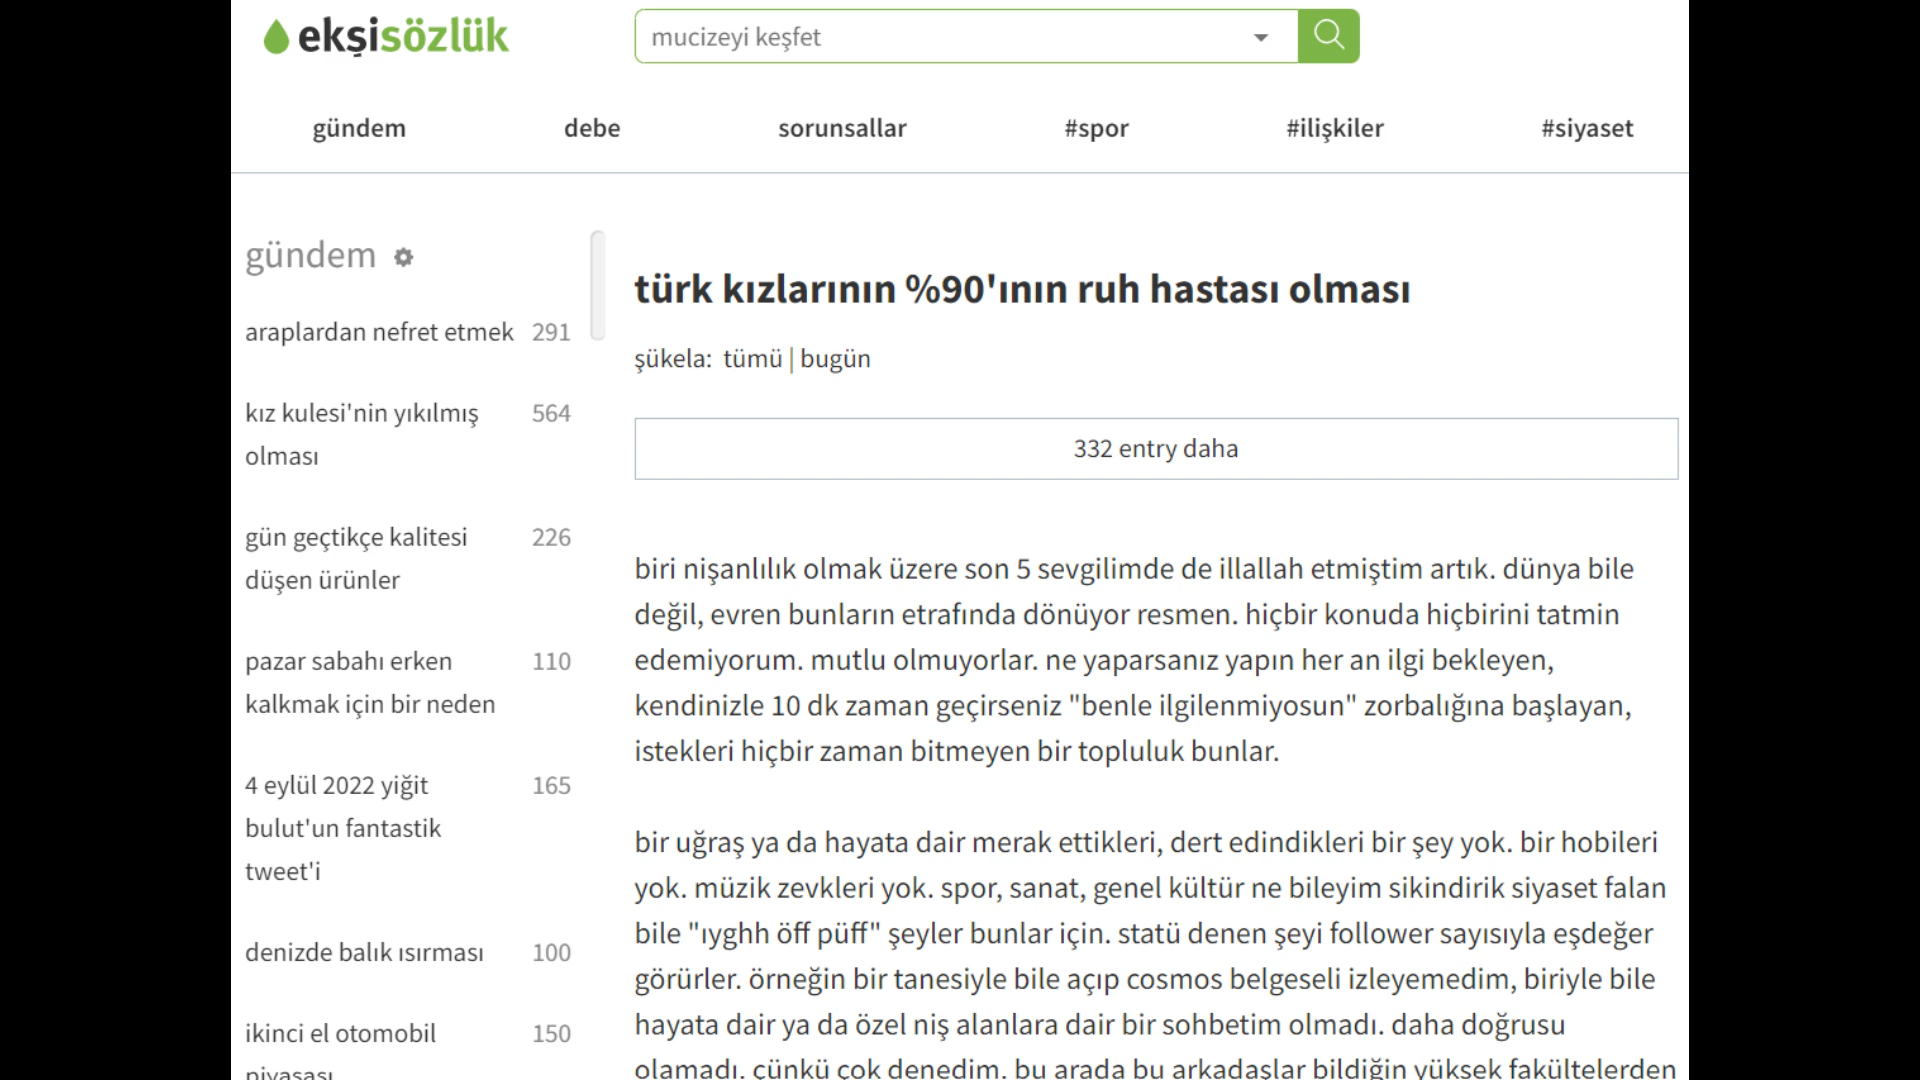 ekşisözlük
mucizeyi keşfet
gündem debe sorunsallar #spor #ilişkiler #siyaset
gündem
araplardan nefret etmek 291
kız kulesi'nin yıkılmış 564
olması
gün geçtikçe kalitesi 226
düşen ürünler
pazar sabahı erken 110
kalkmak için bir neden
4 eylül 2022 yiğit 165
bulut'un fantastik
tweet'i
denizde balık ısırması 100
ikinci el otomobil 150
piyasası
türk kızlarının %90'ının ruh hastası olması
şükela: tümü | bugün
332 entry daha
biri nişanlılık olmak üzere son 5 sevgilimde de illallah etmiştim artık. dünya bile
değil, evren bunların etrafında dönüyor resmen. hiçbir konuda hiçbirini tatmin
edemiyorum. mutlu olmuyorlar. ne yaparsanız yapın her an ilgi bekleyen,
kendinizle 10 dk zaman geçirseniz "benle ilgilenmiyosun" zorbalığına başlayan,
istekleri hiçbir zaman bitmeyen bir topluluk bunlar.
bir uğraş ya da hayata dair merak ettikleri, dert edindikleri bir şey yok. bir hobileri
yok. müzik zevkleri yok. spor, sanat, genel kültür ne bileyim sikindirik siyaset falan
bile "ıyghh öff püff" şeyler bunlar için. statü denen şeyi follower sayısıyla eşdeğer
görürler. örneğin bir tanesiyle bile açıp cosmos belgeseli izleyemedim, biriyle bile
hayata dair ya da özel niş alanlara dair bir sohbetim olmadı. daha doğrusu
olamadı. çünkü çok denedim. bu arada bu arkadaşlar bildiğin yüksek fakültelerden